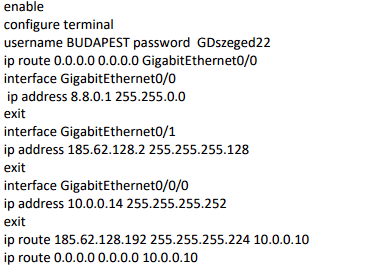 enable
configure terminal
username BUDAPEST password  GDszeged22
ip route 0.0.0.0 0.0.0.0 GigabitEthernet0/0
interface GigabitEthernet0/0
 ip address 8.8.0.1 255.255.0.0
exit
interface GigabitEthernet0/1
ip address 185.62.128.2 255.255.255.128
exit
interface GigabitEthernet0/0/0
ip address 10.0.0.14 255.255.255.252
exit
ip route 185.62.128.192 255.255.255.224 10.0.0.10
ip route 0.0.0.0 0.0.0.0 10.0.0.10